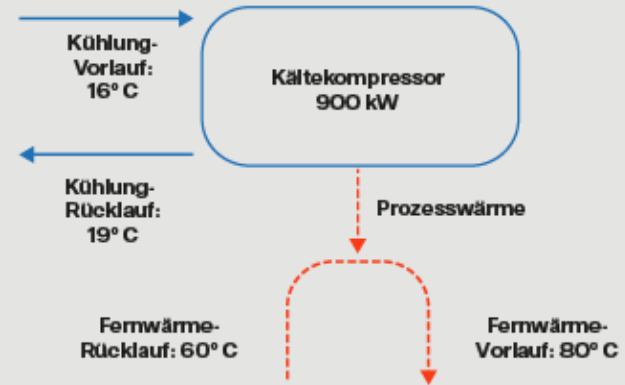 Kühlung-
Vorlauf:
16° C
Kältekompressor
900 kW
Kühlung-
Rücklauf:
19° C
Prozesswärme
Fernwärme-
Rücklauf: 60° C
Fernwärme-
Vorlauf: 80° C